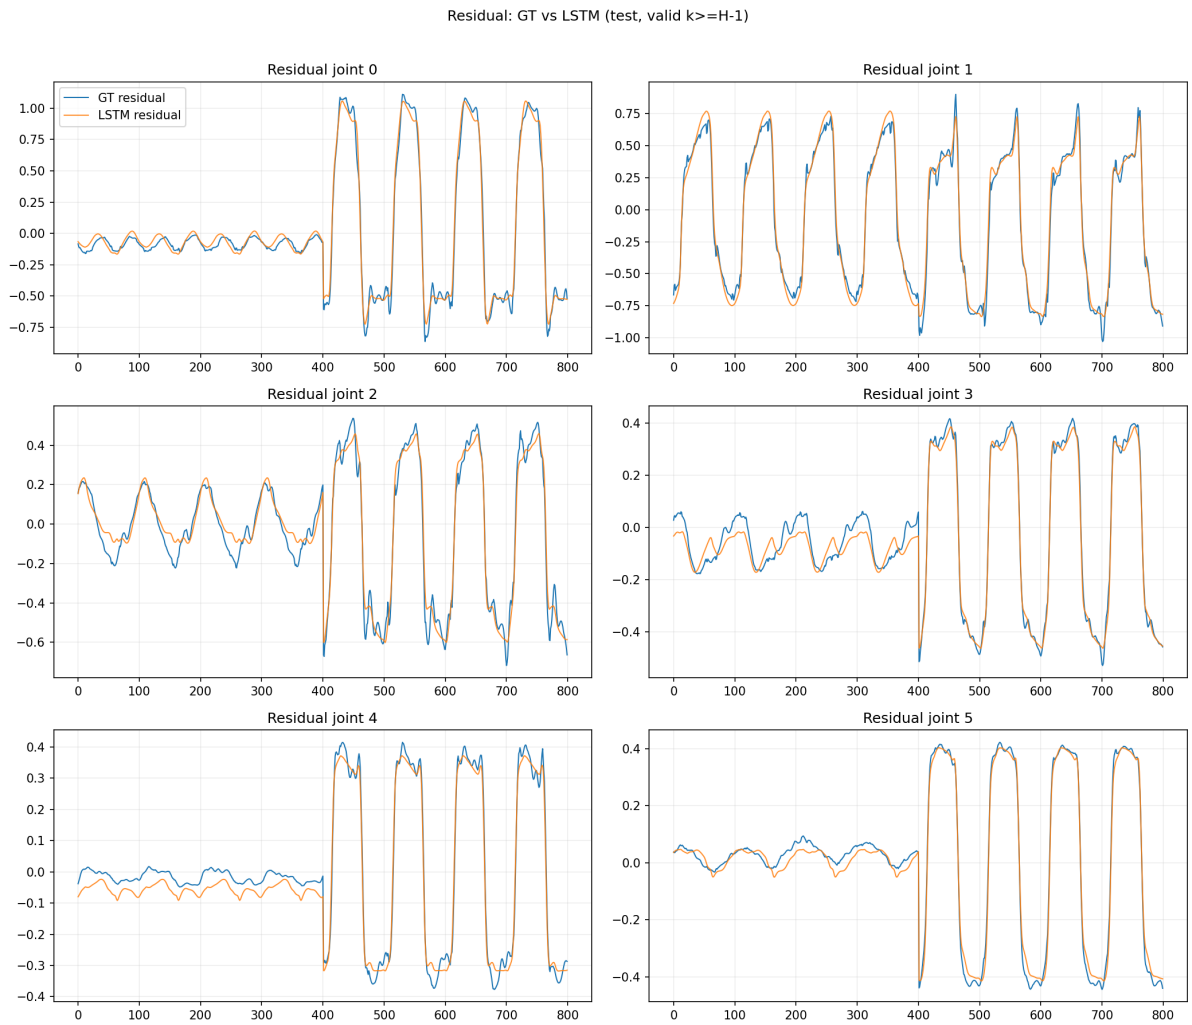 Residual: GT vs LSTM (test, valid k>=H-1)
Residual joint 0
GT residual
LSTM residual
1.00
0.75
0.50
0.25
0.00
−0.25
−0.50
−0.75
0 100 200 300 400 500 600 700 800
Residual joint 1
0.75
0.50
0.25
0.00
−0.25
−0.50
−0.75
−1.00
0 100 200 300 400 500 600 700 800
Residual joint 2
0.4
0.2
0.0
−0.2
−0.4
−0.6
0 100 200 300 400 500 600 700 800
Residual joint 3
0.4
0.2
0.0
−0.2
−0.4
0 100 200 300 400 500 600 700 800
Residual joint 4
0.4
0.3
0.2
0.1
0.0
−0.1
−0.2
−0.3
−0.4
0 100 200 300 400 500 600 700 800
Residual joint 5
0.4
0.2
0.0
−0.2
−0.4
0 100 200 300 400 500 600 700 800